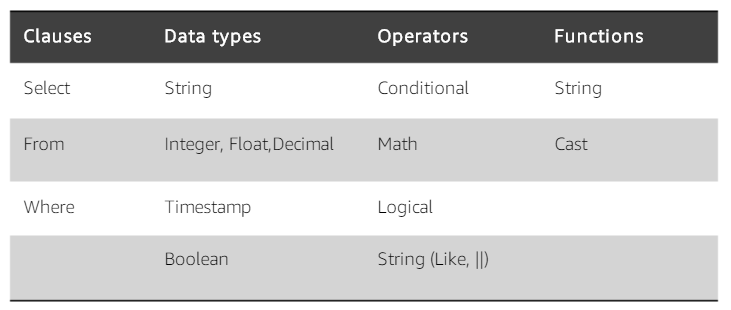 Clauses Data types Operators Functions
Select String Conditional String
From Integer, Float,Decimal Math Cast
Where Timestamp Logical
Boolean String (Like, ||)